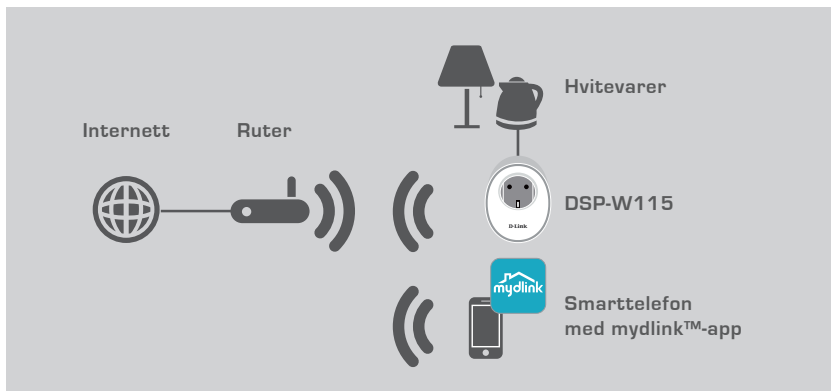 Hvitevarer
Internett
Ruter
DSP-W115
D-Link
mydlink
Smarttelefon
med mydlink™-app